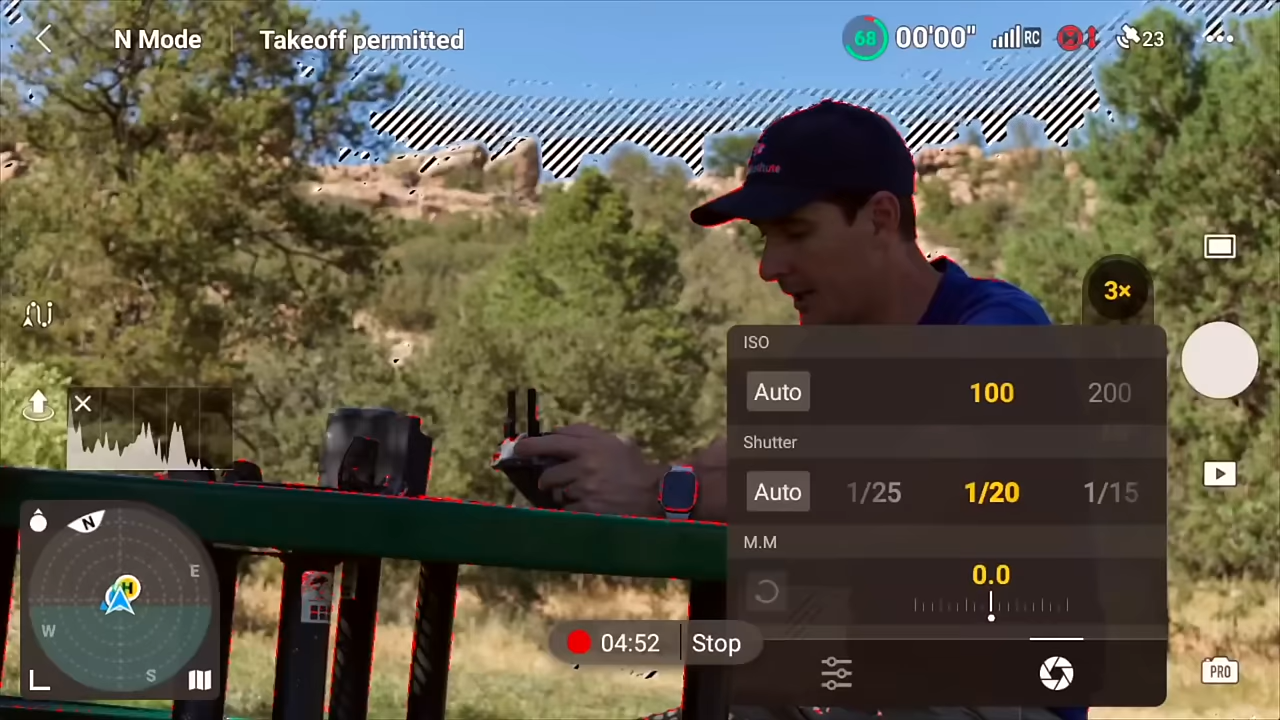 N Mode
Takeoff permitted
68
00'00"
RC
23
3×
ISO
Auto
100
200
Shutter
Auto
1/25
1/20
1/15
M.M
0.0
N
E
H
W
S
04:52
Stop
PRO